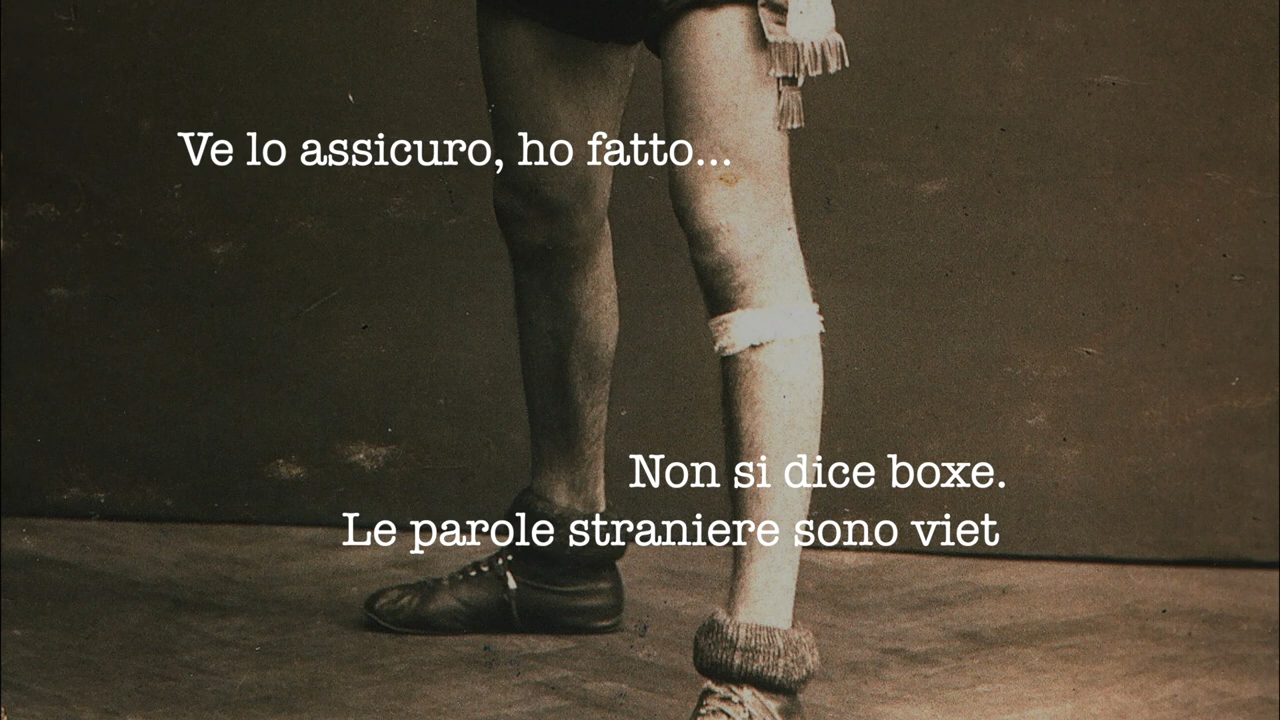 Ve lo assicuro, ho fatto...
Non si dice boxe.
Le parole straniere sono viet